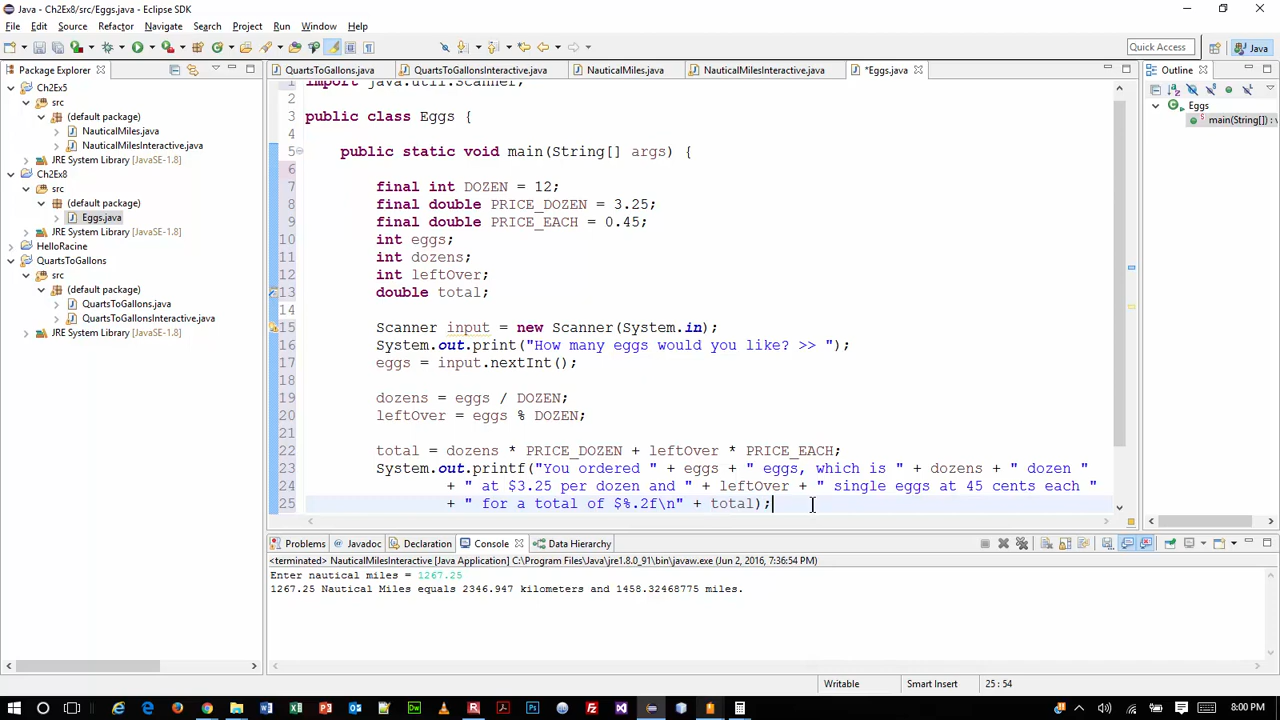 Java - Ch2Ex8/src/Eggs.java - Eclipse SDK
File Edit Source Refactor Navigate Search Project Run Window Help
Quick Access
Java
Package Explorer
QuartsToGallons.java
QuartsToGallonsInteractive.java
NauticalMiles.java
NauticalMilesInteractive.java
*Eggs.java
Outline
Ch2Ex5
src
(default package)
NauticalMiles.java
NauticalMilesInteractive.java
JRE System Library [JavaSE-1.8]
Ch2Ex8
src
(default package)
Eggs.java
JRE System Library [JavaSE-1.8]
HelloRacine
QuartsToGallons
src
(default package)
QuartsToGallons.java
QuartsToGallonsInteractive.java
JRE System Library [JavaSE-1.8]
1 import java.util.Scanner;
2
3 public class Eggs {
4
5 public static void main(String[] args) {
6
7 final int DOZEN = 12;
8 final double PRICE_DOZEN = 3.25;
9 final double PRICE_EACH = 0.45;
10 int eggs;
11 int dozens;
12 int leftOver;
13 double total;
14
15 Scanner input = new Scanner(System.in);
16 System.out.print("How many eggs would you like? >> ");
17 eggs = input.nextInt();
18
19 dozens = eggs / DOZEN;
20 leftOver = eggs % DOZEN;
21
22 total = dozens * PRICE_DOZEN + leftOver * PRICE_EACH;
23 System.out.printf("You ordered " + eggs + " eggs, which is " + dozens + " dozen "
24 + " at $3.25 per dozen and " + leftOver + " single eggs at 45 cents each "
25 + " for a total of $%.2f\n" + total);
Eggs
main(String[]) : v
Problems Javadoc Declaration Console Data Hierarchy
<terminated> NauticalMilesInteractive [Java Application] C:\Program Files\Java\jre1.8.0_91\bin\javaw.exe (Jun 2, 2016, 7:36:54 PM)
Enter nautical miles = 1267.25
1267.25 Nautical Miles equals 2346.947 kilometers and 1458.32468775 miles.
Writable
Smart Insert
25 : 54
8:00 PM